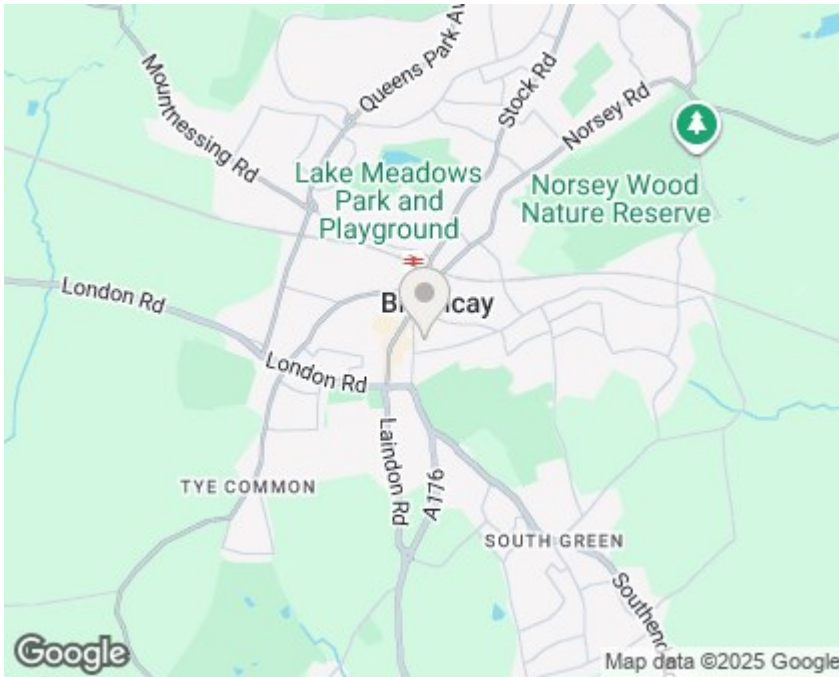 Queens Park Av
Stock Rd
Mountnessing Rd
Norsey Rd
Lake Meadows
Park and
Playground
Norsey Wood
Nature Reserve
London Rd
London Rd
Laindon Rd
A176
TYE COMMON
SOUTH GREEN
Southend
Google
Map data ©2025 Google